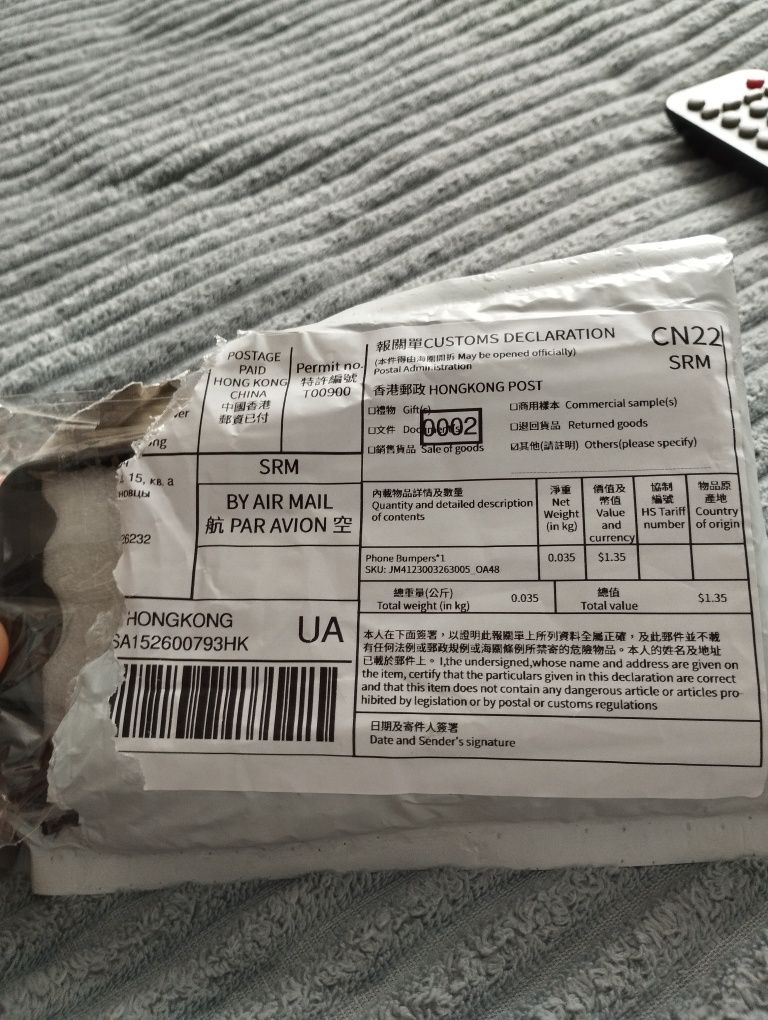 POSTAGE
PAID
HONG KONG
CHINA
中國香港
郵資已付
Permit no.
特許編號
T00900
ver
ng
15, кв. а
НОВЦЫ
26232
SRM
BY AIR MAIL
航 PAR AVION 空
HONGKONG
SA152600793HK
UA
報關單CUSTOMS DECLARATION
(本件得由海關開拆 May be opened officially)
Postal Administration
CN22
SRM
香港郵政 HONGKONG POST
☐禮物 Gift(s)
☐商用樣本 Commercial sample(s)
☐文件 Documents
0002
☐退回貨品 Returned goods
☐銷售貨品 Sale of goods
☑其他(請註明) Others(please specify)
內載物品詳情及數量
Quantity and detailed description
of contents
淨重
Net
Weight
(in kg)
價值及
幣值
Value
and
currency
協制
編號
HS Tariff
number
物品原
產地
Country
of origin
Phone Bumpers*1
SKU: JM4123003263005_OA48
0.035
$1.35
總重量(公斤)
Total weight (in kg)
0.035
總值
Total value
$1.35
本人在下面簽署，以證明此報關單上所列資料全屬正確，及此郵件並不載
有任何法例或郵政規例或海關條例所禁寄的危險物品。本人的姓名及地址
已載於郵件上。I,the undersigned,whose name and address are given on
the item, certify that the particulars given in this declaration are correct
and that this item does not contain any dangerous article or articles pro-
hibited by legislation or by postal or customs regulations
日期及寄件人簽署
Date and Sender's signature